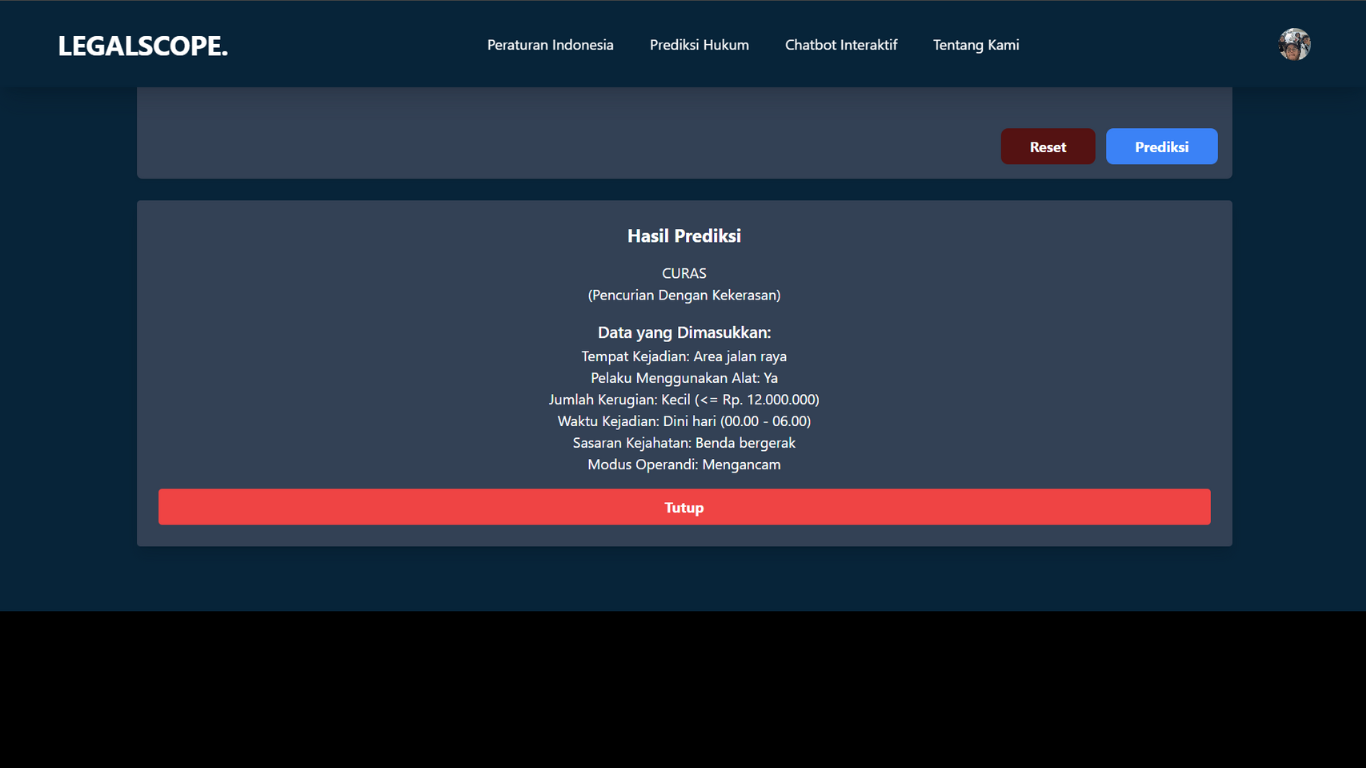 LEGALSCOPE.
Peraturan Indonesia
Prediksi Hukum
Chatbot Interaktif
Tentang Kami
Reset
Prediksi
Hasil Prediksi
CURAS
(Pencurian Dengan Kekerasan)
Data yang Dimasukkan:
Tempat Kejadian: Area jalan raya
Pelaku Menggunakan Alat: Ya
Jumlah Kerugian: Kecil (<= Rp. 12.000.000)
Waktu Kejadian: Dini hari (00.00 - 06.00)
Sasaran Kejahatan: Benda bergerak
Modus Operandi: Mengancam
Tutup